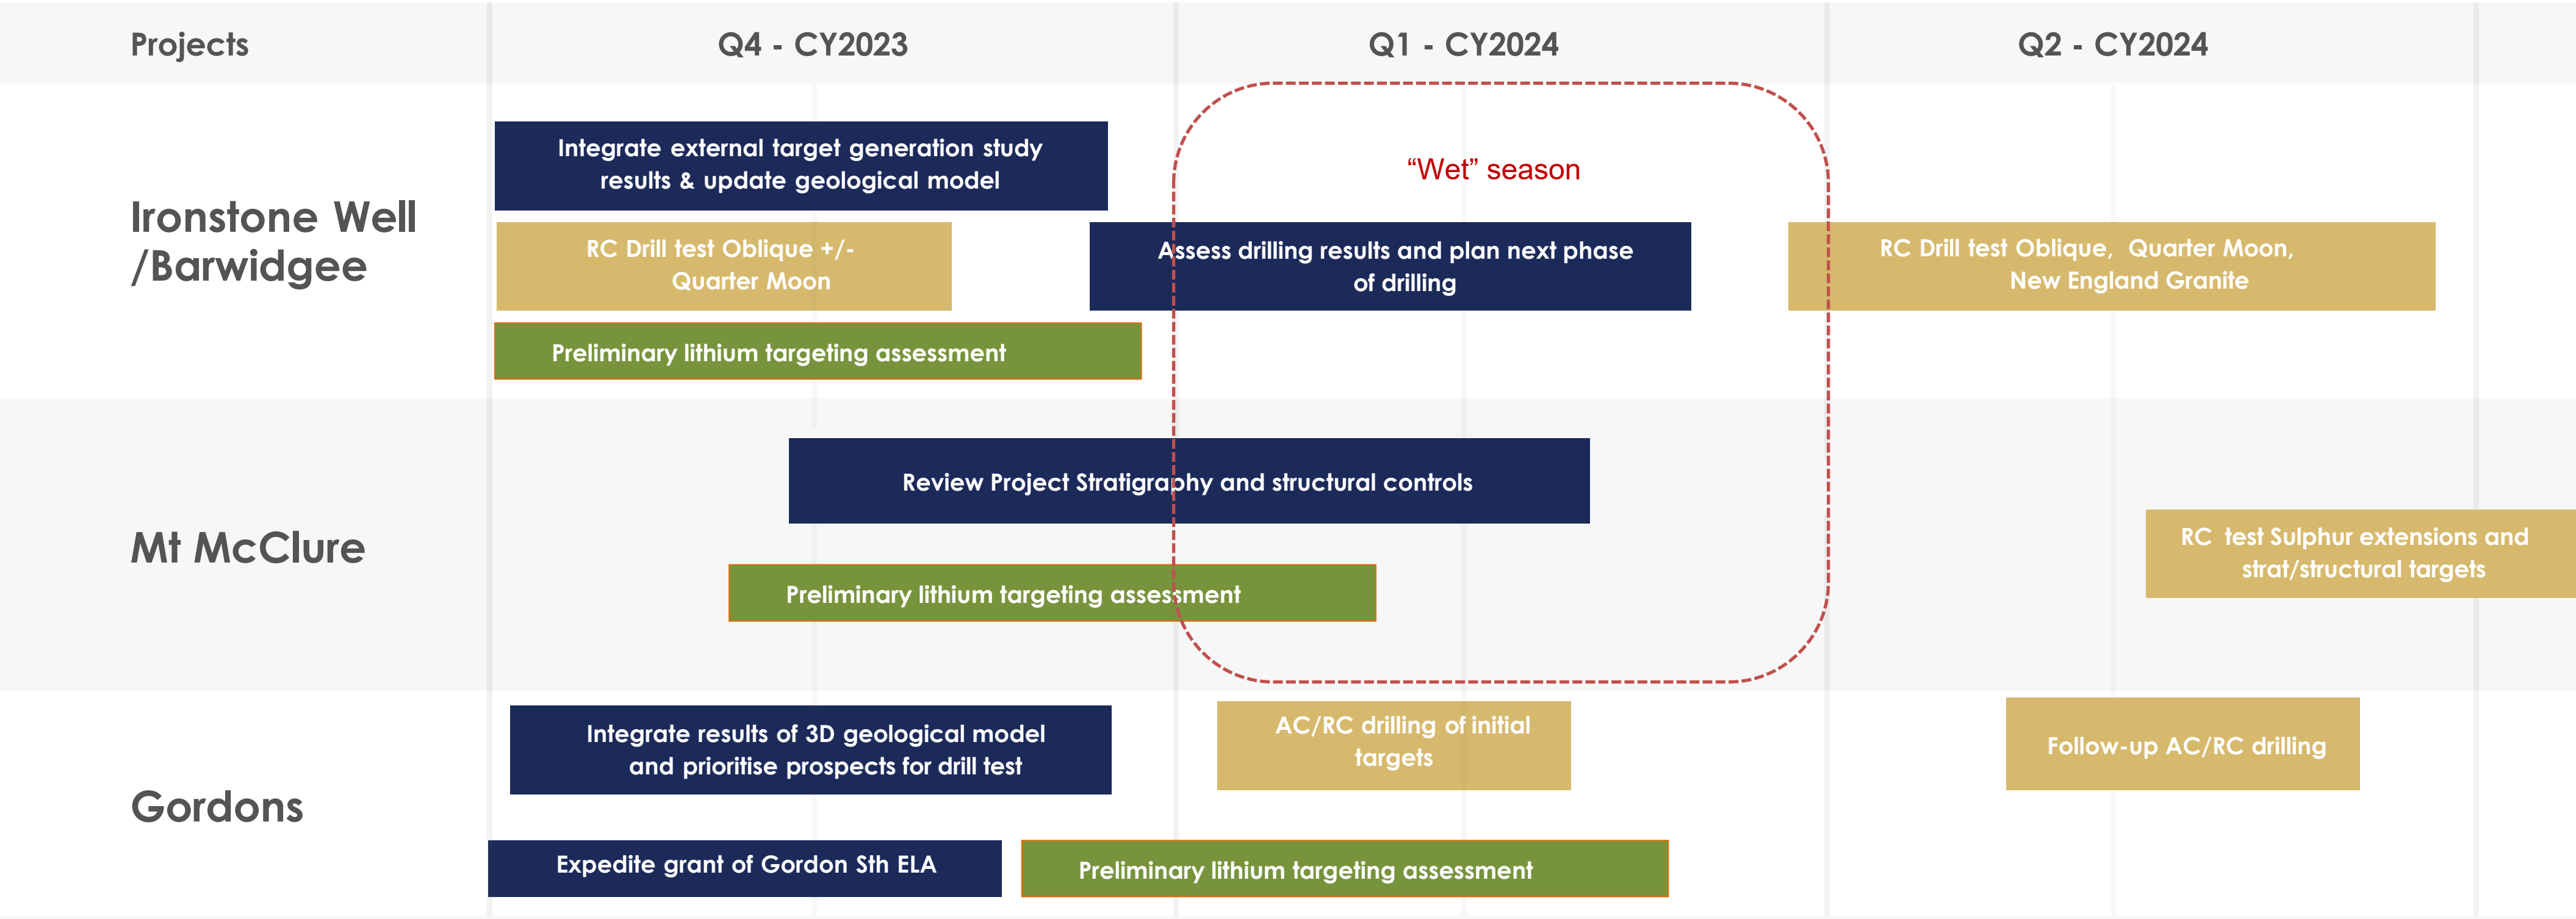 Projects
Q4 - CY2023
Q1 - CY2024
Q2 - CY2024
Ironstone Well
/Barwidgee
Integrate external target generation study
results & update geological model
“Wet” season
RC Drill test Oblique +/-
Quarter Moon
Assess drilling results and plan next phase
of drilling
RC Drill test Oblique, Quarter Moon,
New England Granite
Preliminary lithium targeting assessment
Mt McClure
Review Project Stratigraphy and structural controls
RC test Sulphur extensions and
strat/structural targets
Preliminary lithium targeting assessment
Gordons
Integrate results of 3D geological model
and prioritise prospects for drill test
AC/RC drilling of initial
targets
Follow-up AC/RC drilling
Expedite grant of Gordon Sth ELA
Preliminary lithium targeting assessment